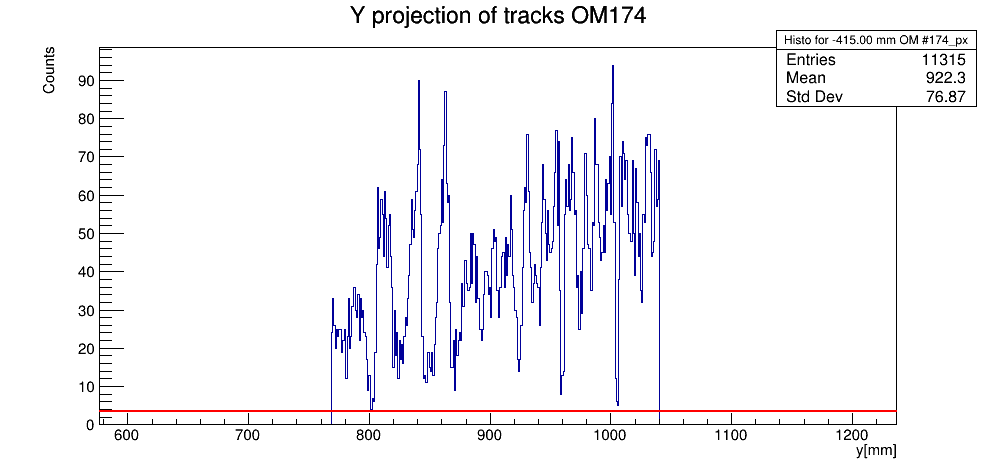 Y projection of tracks OM174
Histo for -415.00 mm OM #174_px
Entries 11315
Mean 922.3
Std Dev 76.87
Counts
90
80
70
60
50
40
30
20
10
0
600 700 800 900 1000 1100 1200
y[mm]